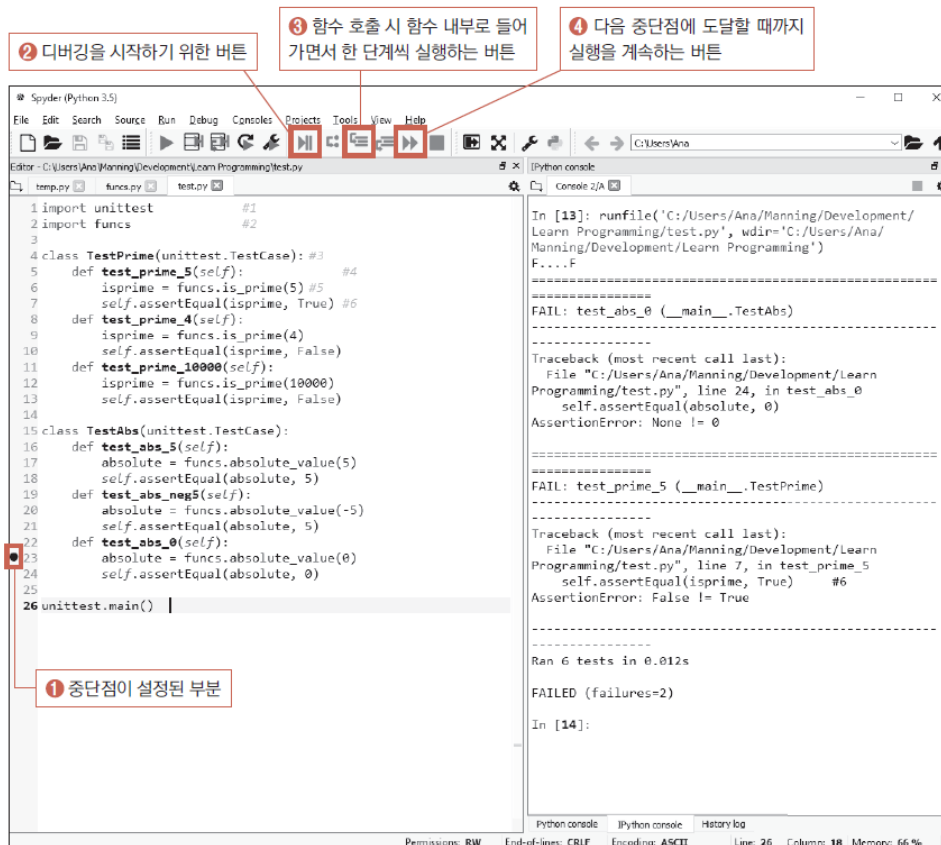 ❷ 디버깅을 시작하기 위한 버튼
❸ 함수 호출 시 함수 내부로 들어
가면서 한 단계씩 실행하는 버튼
❹ 다음 중단점에 도달할 때까지
실행을 계속하는 버튼
Spyder (Python 3.5)
File Edit Search Source Run Debug Consoles Projects Tools View Help
C:\Users\Ana
Editor - C:\Users\Ana\Manning\Development\Learn Programming\test.py
temp.py funcs.py test.py
1 import unittest #1
2 import funcs #2
3
4 class TestPrime(unittest.TestCase): #3
5 def test_prime_5(self): #4
6 isprime = funcs.is_prime(5) #5
7 self.assertEqual(isprime, True) #6
8 def test_prime_4(self):
9 isprime = funcs.is_prime(4)
10 self.assertEqual(isprime, False)
11 def test_prime_10000(self):
12 isprime = funcs.is_prime(10000)
13 self.assertEqual(isprime, False)
14
15 class TestAbs(unittest.TestCase):
16 def test_abs_5(self):
17 absolute = funcs.absolute_value(5)
18 self.assertEqual(absolute, 5)
19 def test_abs_neg5(self):
20 absolute = funcs.absolute_value(-5)
21 self.assertEqual(absolute, 5)
22 def test_abs_0(self):
23 absolute = funcs.absolute_value(0)
24 self.assertEqual(absolute, 0)
25
26 unittest.main()
❶ 중단점이 설정된 부분
IPython console
Console 2/A
In [13]: runfile('C:/Users/Ana/Manning/Development/
Learn Programming/test.py', wdir='C:/Users/Ana/
Manning/Development/Learn Programming')
F....F
======================================================
================
FAIL: test_abs_0 (__main__.TestAbs)
------------------------------------------------------
----------------
Traceback (most recent call last):
File "C:/Users/Ana/Manning/Development/Learn
Programming/test.py", line 24, in test_abs_0
self.assertEqual(absolute, 0)
AssertionError: None != 0
======================================================
================
FAIL: test_prime_5 (__main__.TestPrime)
------------------------------------------------------
----------------
Traceback (most recent call last):
File "C:/Users/Ana/Manning/Development/Learn
Programming/test.py", line 7, in test_prime_5
self.assertEqual(isprime, True) #6
AssertionError: False != True
------------------------------------------------------
----------------
Ran 6 tests in 0.012s
FAILED (failures=2)
In [14]:
Python console IPython console History log
Permissions: RW End-of-lines: CRLF Encoding: ASCII Line: 26 Column: 18 Memory: 66 %